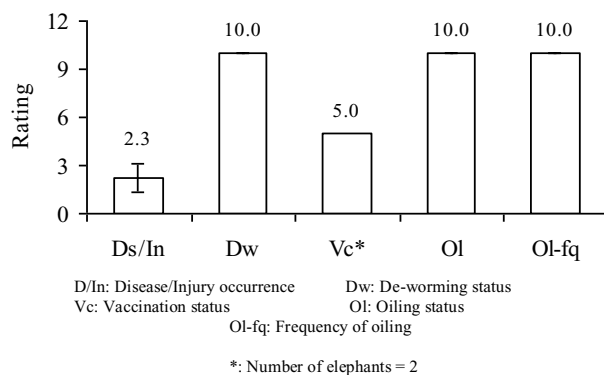 10.0 10.0 10.0
12
9
5.0
6
2.3
3
0
Rating
Ds/In Dw Vc* Ol Ol-fq
D/In: Disease/Injury occurrence Dw: De-worming status
Vc: Vaccination status Ol: Oiling status
Ol-fq: Frequency of oiling
*: Number of elephants = 2